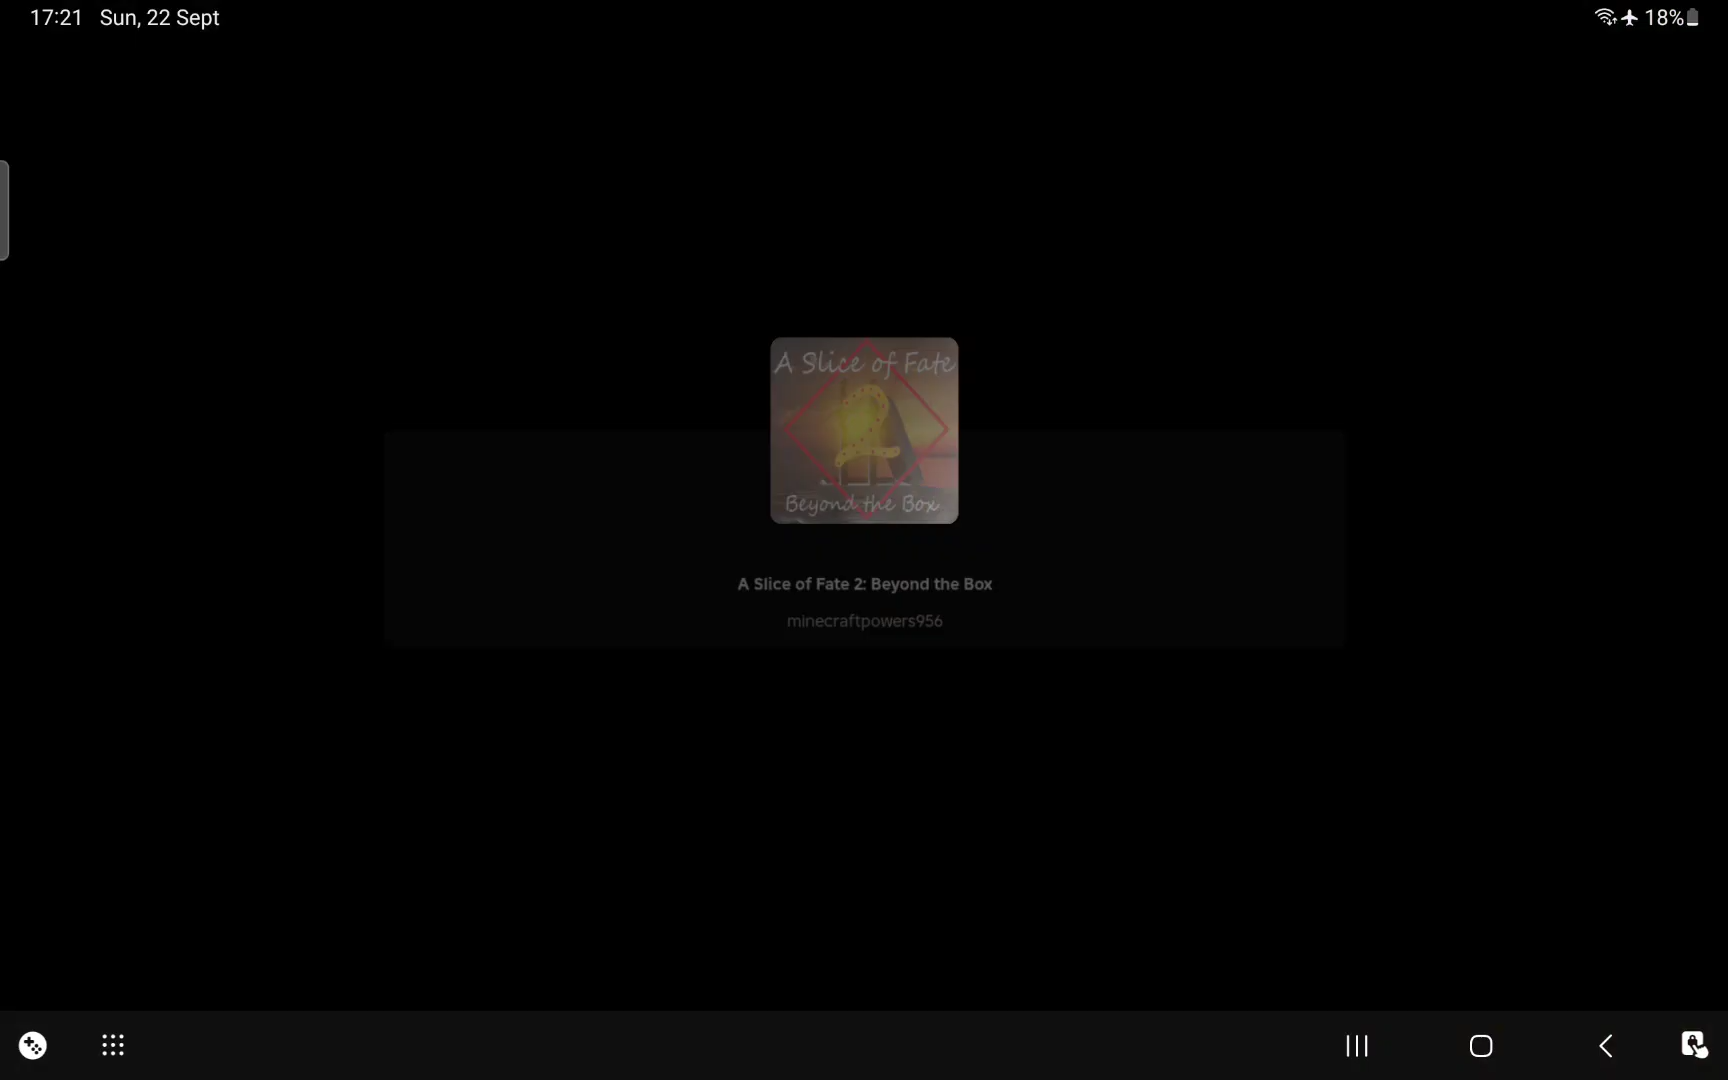 17:21 Sun, 22 Sept
18%
A Slice of Fate
2
Beyond the Box
A Slice of Fate 2: Beyond the Box
minecraftpowers956